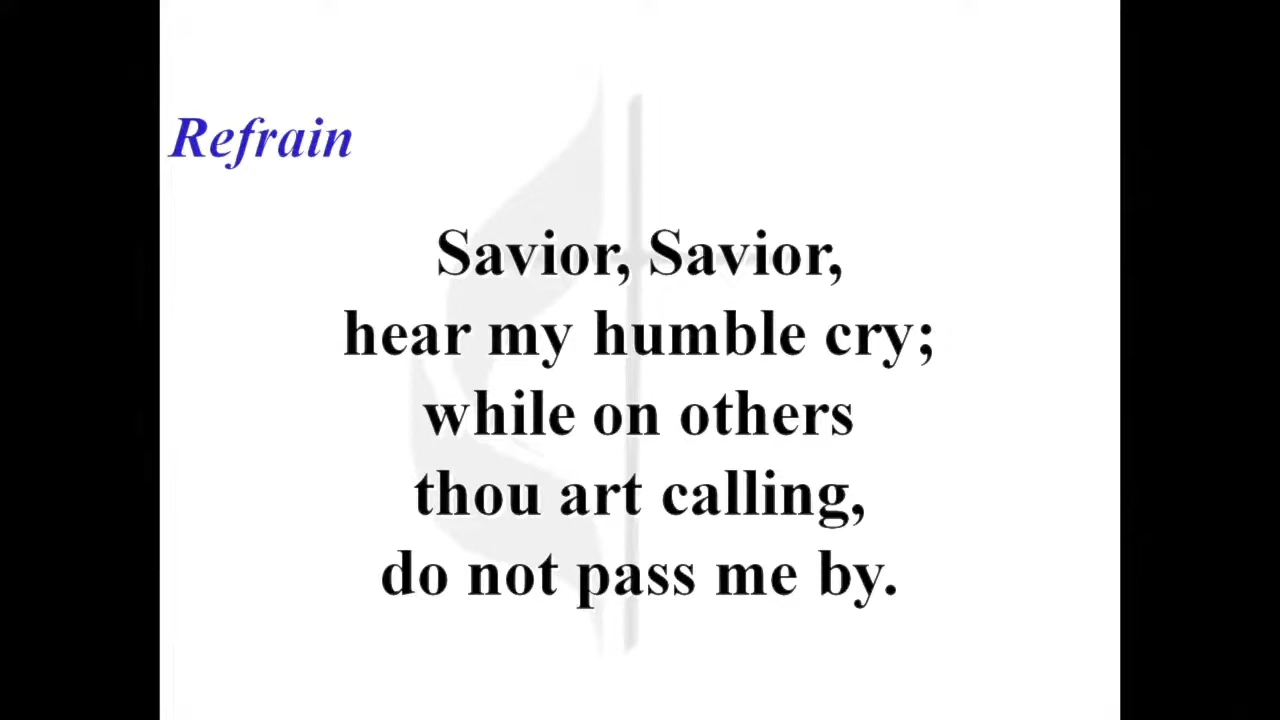 Refrain
Savior, Savior,
hear my humble cry;
while on others
thou art calling,
do not pass me by.